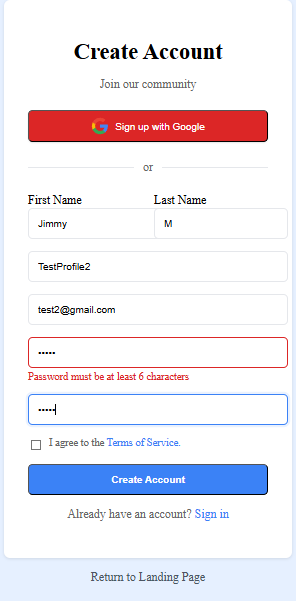 Create Account
Join our community
Sign up with Google
or
First Name Last Name
Jimmy M
TestProfile2
test2@gmail.com
•••••
Password must be at least 6 characters
•••••
I agree to the Terms of Service.
Create Account
Already have an account? Sign in
Return to Landing Page